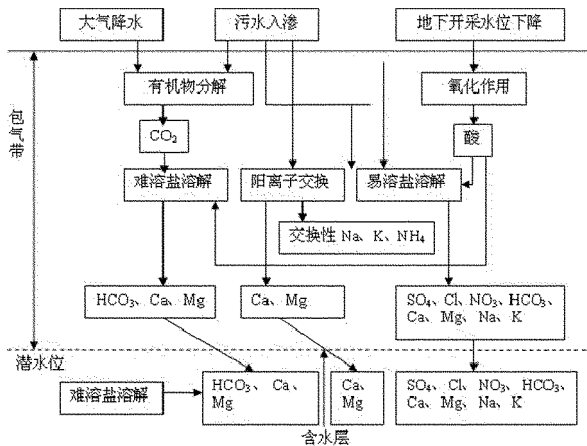 大气降水
污水入渗
地下开采水位下降
有机物分解
氧化作用
包气带
CO₂
酸
难溶盐溶解
阳离子交换
易溶盐溶解
交换性 Na、K、NH₄
HCO₃、Ca、Mg
Ca、Mg
SO₄、Cl、NO₃、HCO₃、
Ca、Mg、Na、K
潜水位
难溶盐溶解
HCO₃、Ca、
Mg
Ca、
Mg
SO₄、Cl、NO₃、HCO₃、
Ca、Mg、Na、K
含水层